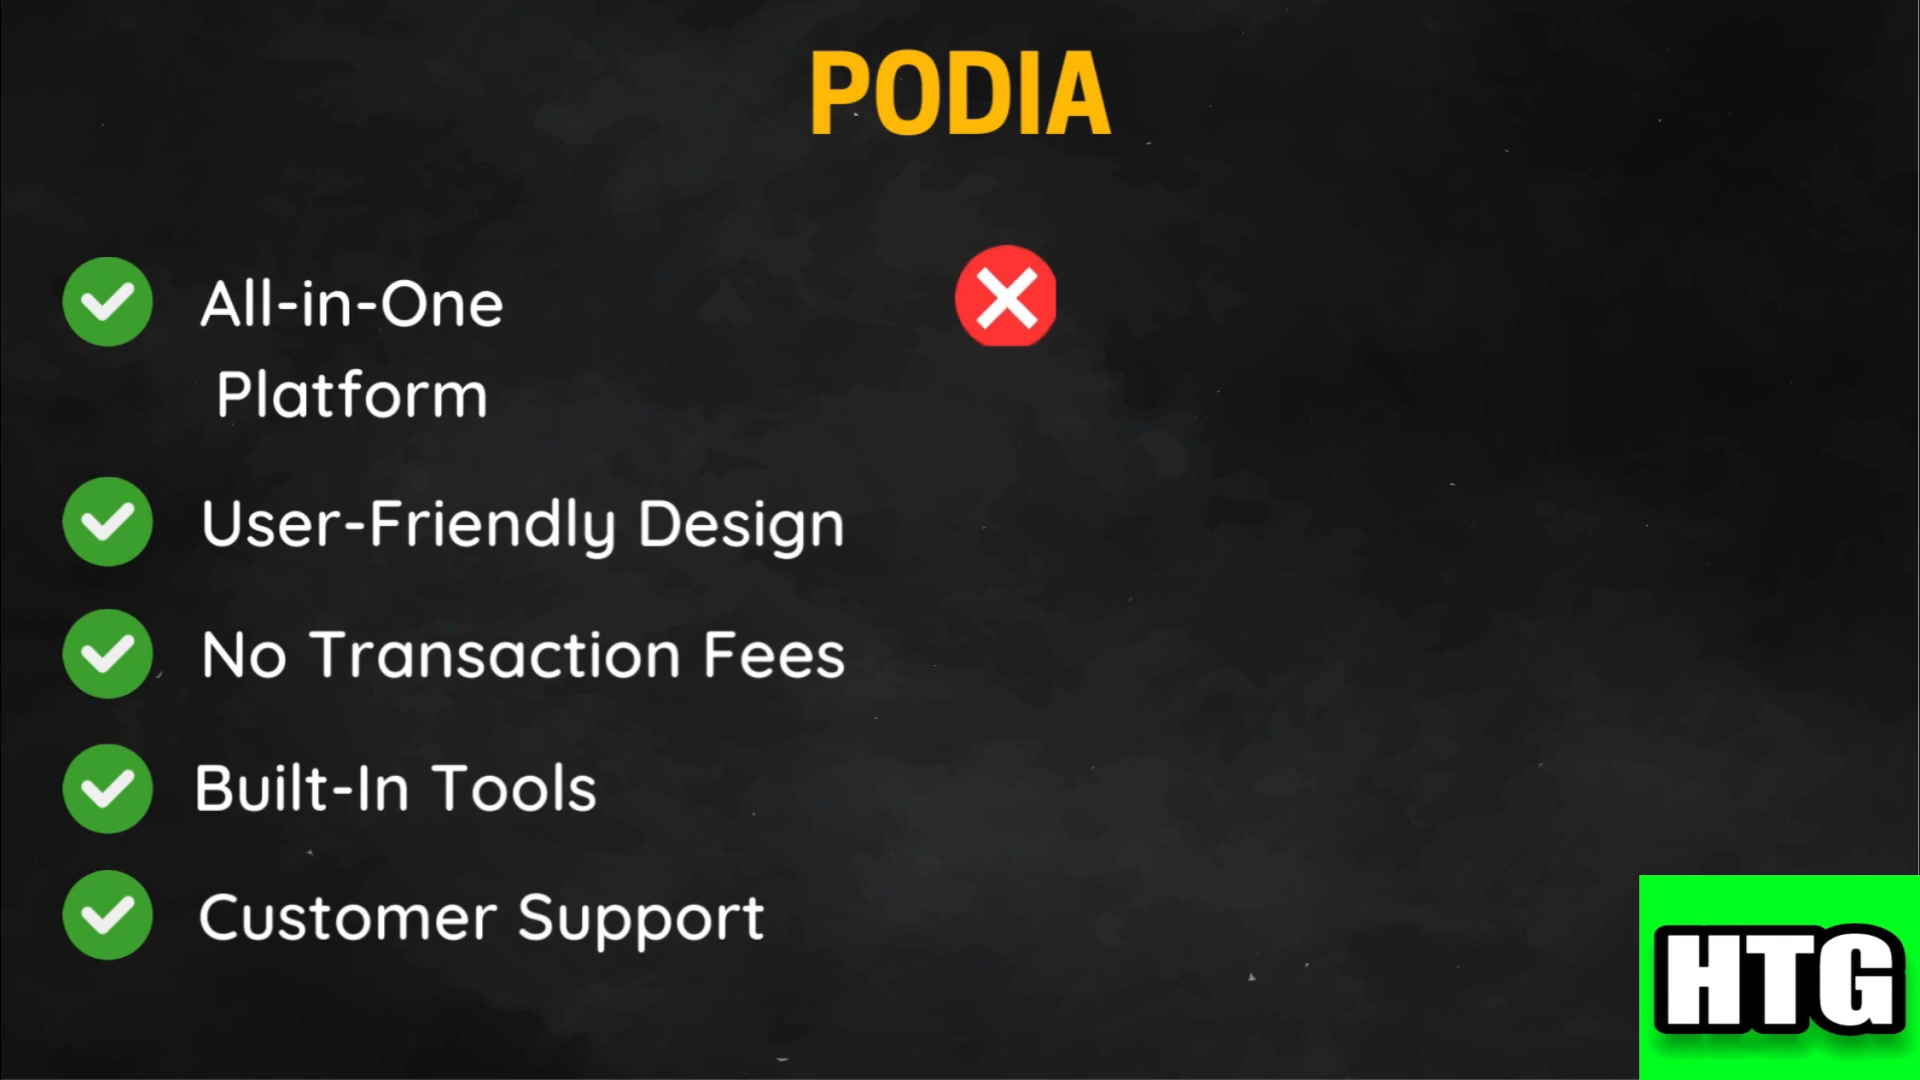 PODIA
All-in-One
Platform
User-Friendly Design
No Transaction Fees
Built-In Tools
Customer Support
HTG